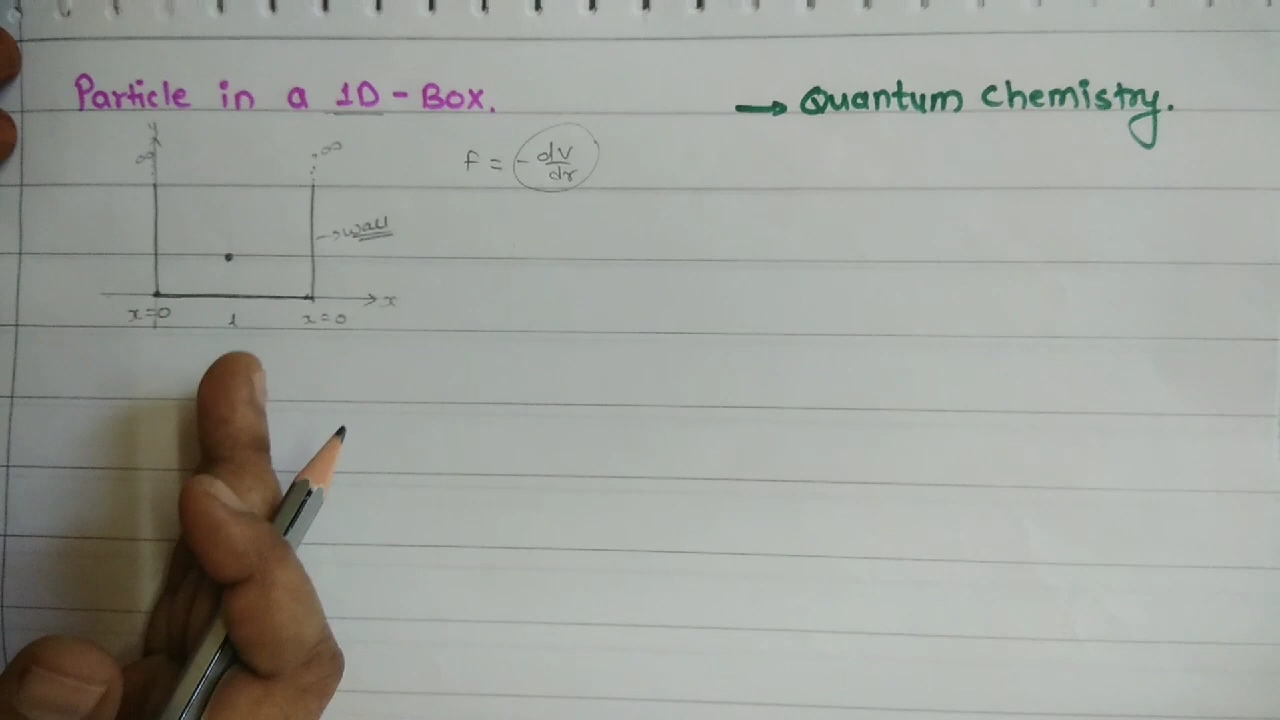 Particle in a 1D - Box.
→ Quantum Chemistry.
∞
∞
f = - dV/dr
→ wall
x
x=0
x=0